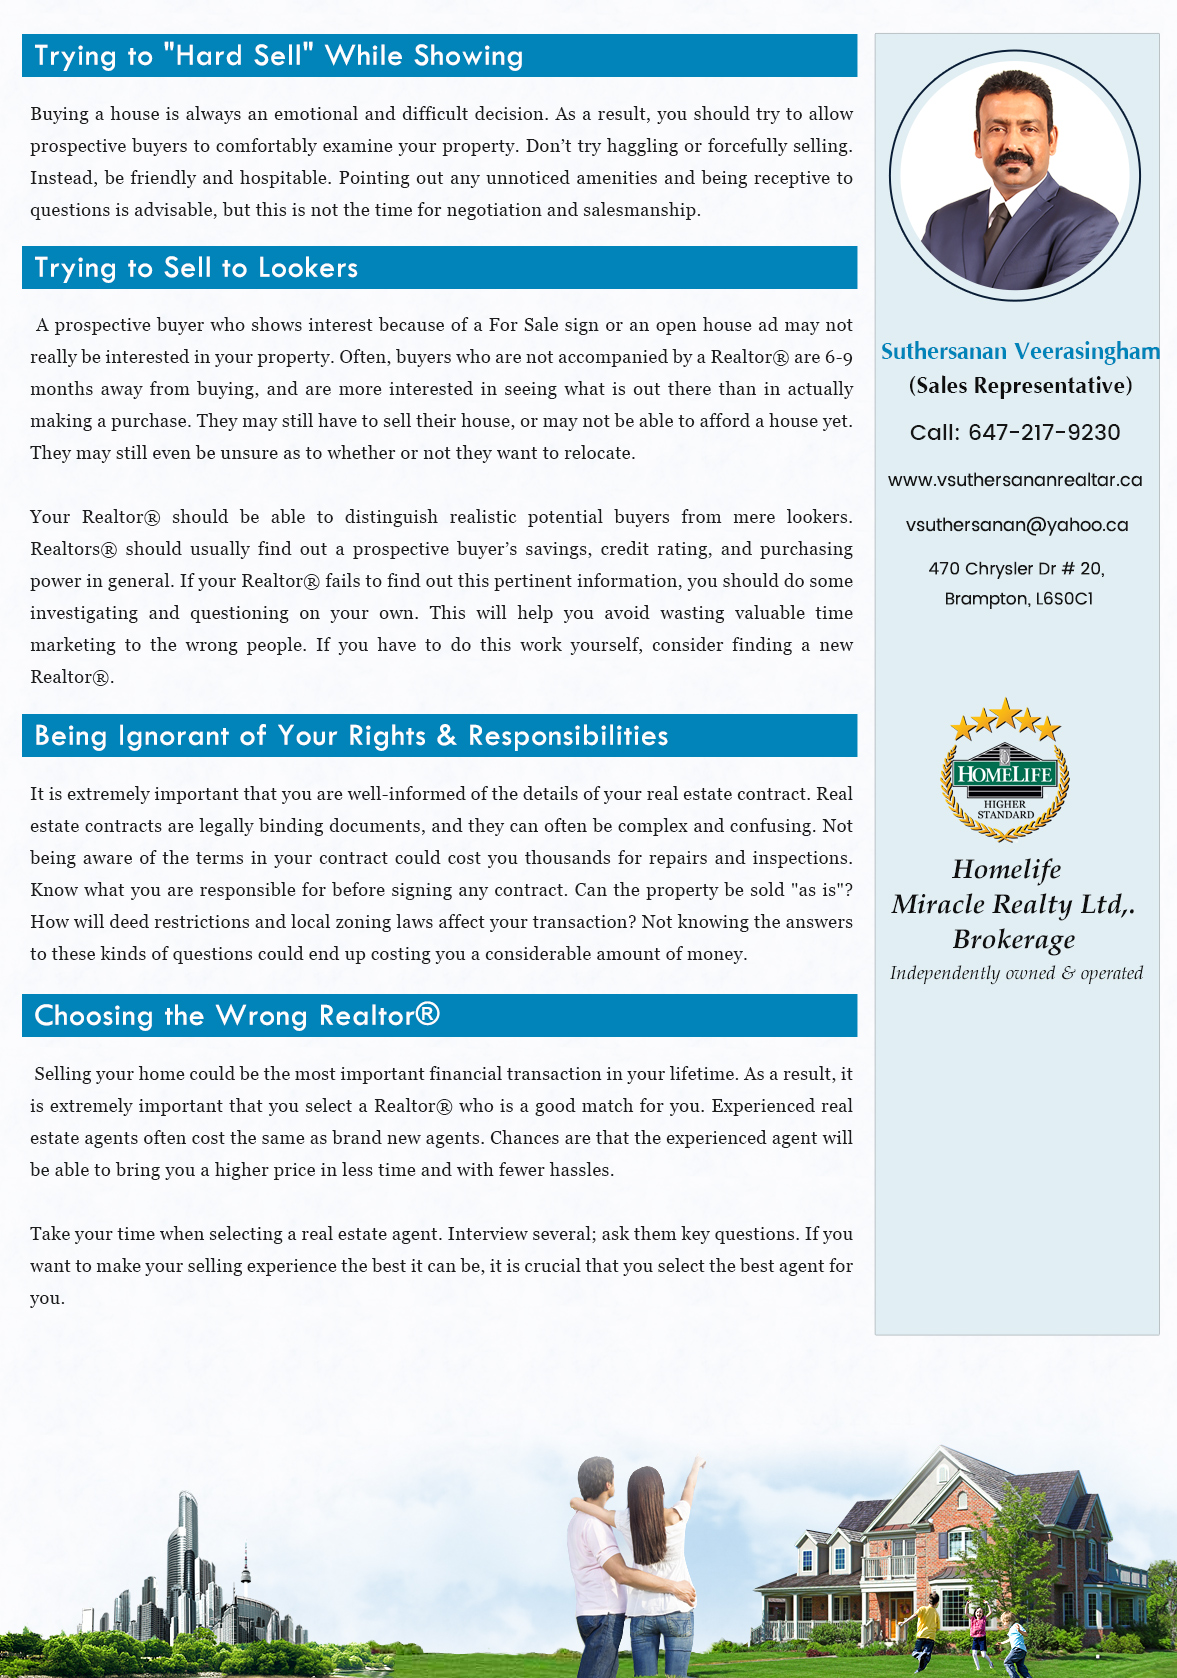 Trying to "Hard Sell" While Showing
Buying a house is always an emotional and difficult decision. As a result, you should try to allow
prospective buyers to comfortably examine your property. Don’t try haggling or forcefully selling.
Instead, be friendly and hospitable. Pointing out any unnoticed amenities and being receptive to
questions is advisable, but this is not the time for negotiation and salesmanship.
Trying to Sell to Lookers
A prospective buyer who shows interest because of a For Sale sign or an open house ad may not
really be interested in your property. Often, buyers who are not accompanied by a Realtor® are 6-9
months away from buying, and are more interested in seeing what is out there than in actually
making a purchase. They may still have to sell their house, or may not be able to afford a house yet.
They may still even be unsure as to whether or not they want to relocate.
Your Realtor® should be able to distinguish realistic potential buyers from mere lookers.
Realtors® should usually find out a prospective buyer’s savings, credit rating, and purchasing
power in general. If your Realtor® fails to find out this pertinent information, you should do some
investigating and questioning on your own. This will help you avoid wasting valuable time
marketing to the wrong people. If you have to do this work yourself, consider finding a new
Realtor®.
Being Ignorant of Your Rights & Responsibilities
It is extremely important that you are well-informed of the details of your real estate contract. Real
estate contracts are legally binding documents, and they can often be complex and confusing. Not
being aware of the terms in your contract could cost you thousands for repairs and inspections.
Know what you are responsible for before signing any contract. Can the property be sold "as is"?
How will deed restrictions and local zoning laws affect your transaction? Not knowing the answers
to these kinds of questions could end up costing you a considerable amount of money.
Choosing the Wrong Realtor®
Selling your home could be the most important financial transaction in your lifetime. As a result, it
is extremely important that you select a Realtor® who is a good match for you. Experienced real
estate agents often cost the same as brand new agents. Chances are that the experienced agent will
be able to bring you a higher price in less time and with fewer hassles.
Take your time when selecting a real estate agent. Interview several; ask them key questions. If you
want to make your selling experience the best it can be, it is crucial that you select the best agent for
you.
Suthersanan Veerasingham
(Sales Representative)
Call: 647-217-9230
www.vsuthersananrealtar.ca
vsuthersanan@yahoo.ca
470 Chrysler Dr # 20,
Brampton, L6S0C1
HOMELIFE
HIGHER
STANDARD
Homelife
Miracle Realty Ltd,.
Brokerage
Independently owned & operated